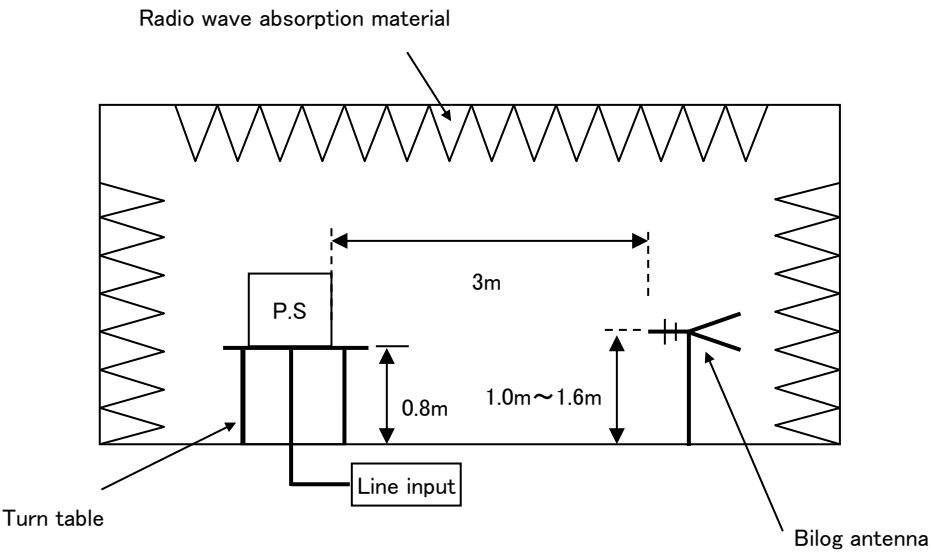 Radio wave absorption material
3m
P.S
0.8m
1.0m～1.6m
Line input
Turn table
Bilog antenna